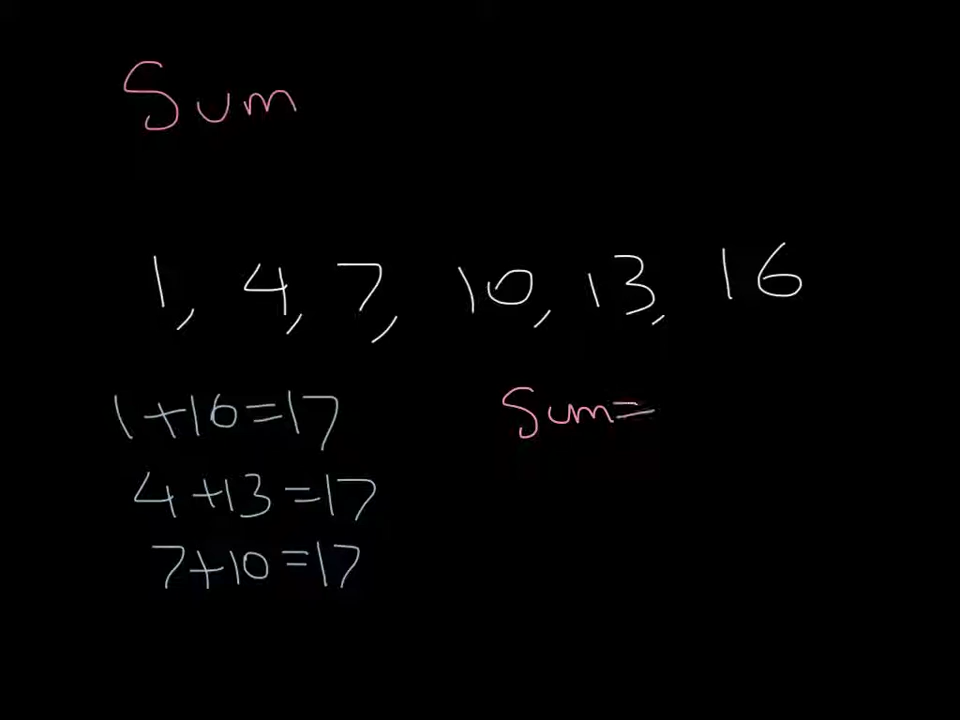 Sum
1, 4, 7, 10, 13, 16
1+16=17
Sum=
4+13=17
7+10=17